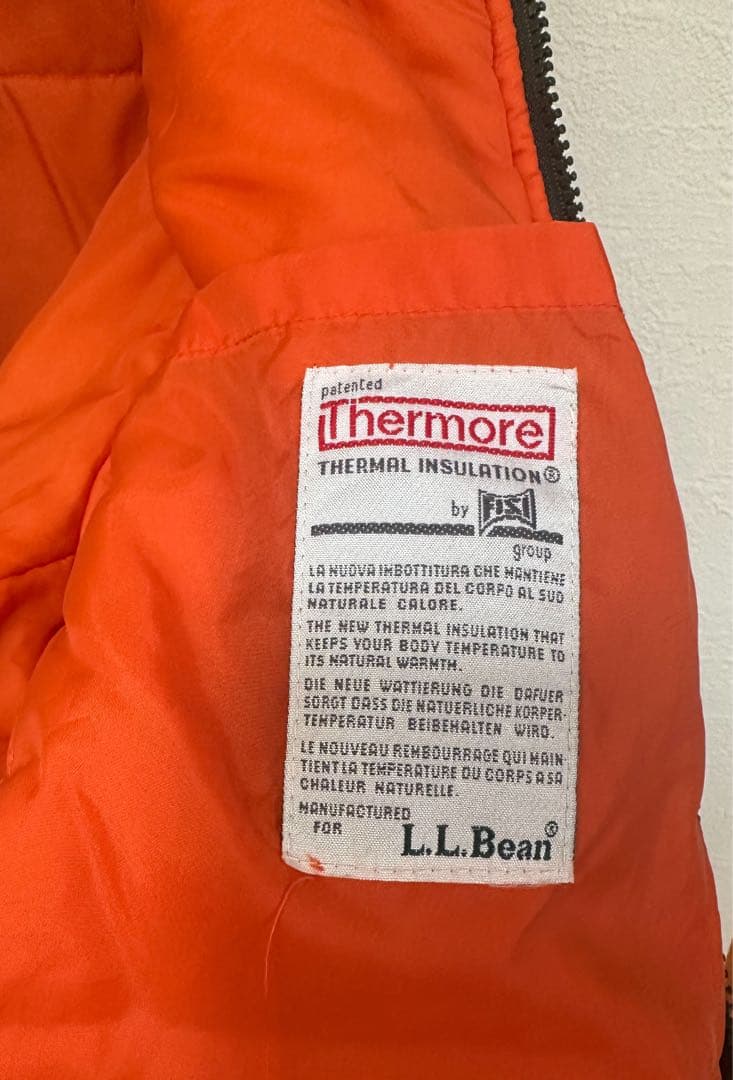 patented
Thermore
THERMAL INSULATION®
by FISI
group
LA NUOVA IMBOTTITURA CHE MANTIENE
LA TEMPERATURA DEL CORPO AL SUO
NATURALE CALORE.
THE NEW THERMAL INSULATION THAT
KEEPS YOUR BODY TEMPERATURE TO
ITS NATURAL WARMTH.
DIE NEUE WATTIERUNG DIE DAFUER
SORGT DASS DIE NATUERLICHE KORPER-
TEMPERATUR BEIBEHALTEN WIRD.
LE NOUVEAU REMBOURRAGE QUI MAIN
TIENT LA TEMPERATURE DU CORPS A SA
CHALEUR NATURELLE.
MANUFACTURED
FOR L.L.Bean®